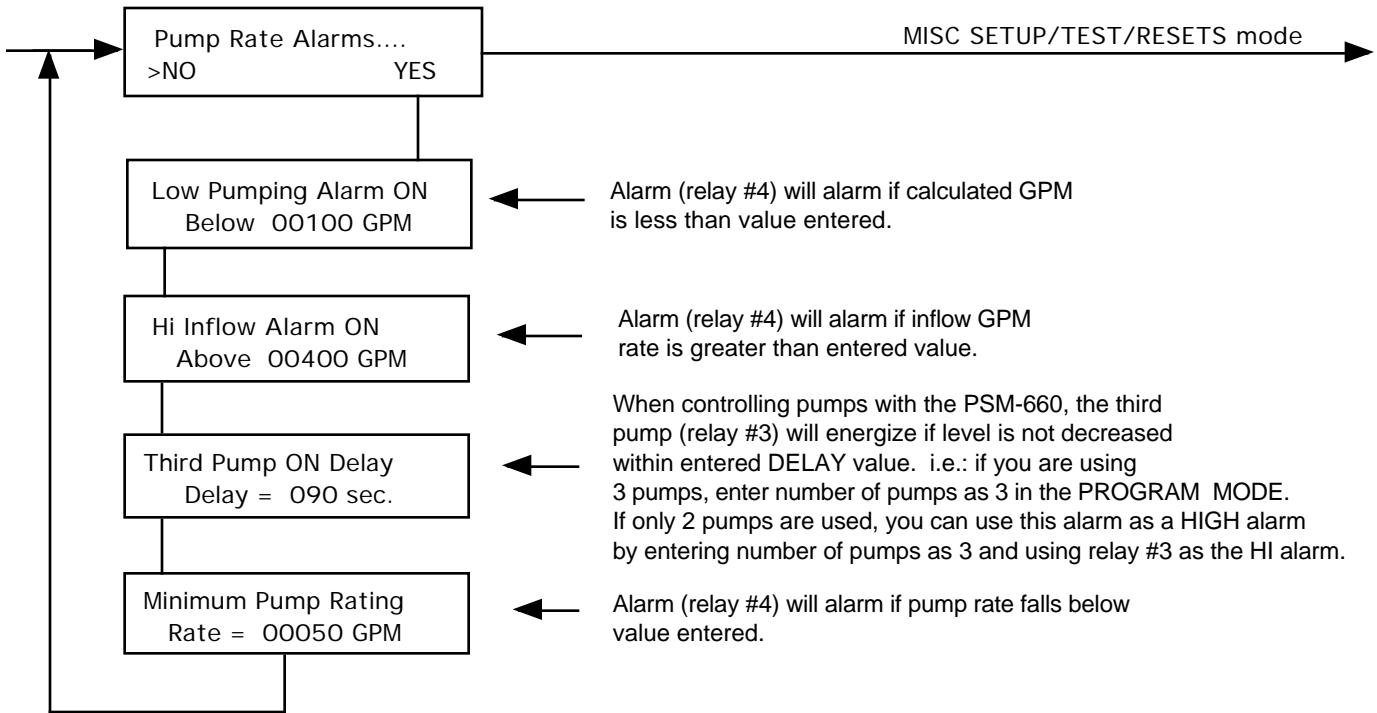 Pump Rate Alarms....
>NO YES
MISC SETUP/TEST/RESETS mode
Low Pumping Alarm ON
Below 00100 GPM
Alarm (relay #4) will alarm if calculated GPM
is less than value entered.
Hi Inflow Alarm ON
Above 00400 GPM
Alarm (relay #4) will alarm if inflow GPM
rate is greater than entered value.
Third Pump ON Delay
Delay = 090 sec.
When controlling pumps with the PSM-660, the third
pump (relay #3) will energize if level is not decreased
within entered DELAY value. i.e.: if you are using
3 pumps, enter number of pumps as 3 in the PROGRAM MODE.
If only 2 pumps are used, you can use this alarm as a HIGH alarm
by entering number of pumps as 3 and using relay #3 as the HI alarm.
Minimum Pump Rating
Rate = 00050 GPM
Alarm (relay #4) will alarm if pump rate falls below
value entered.